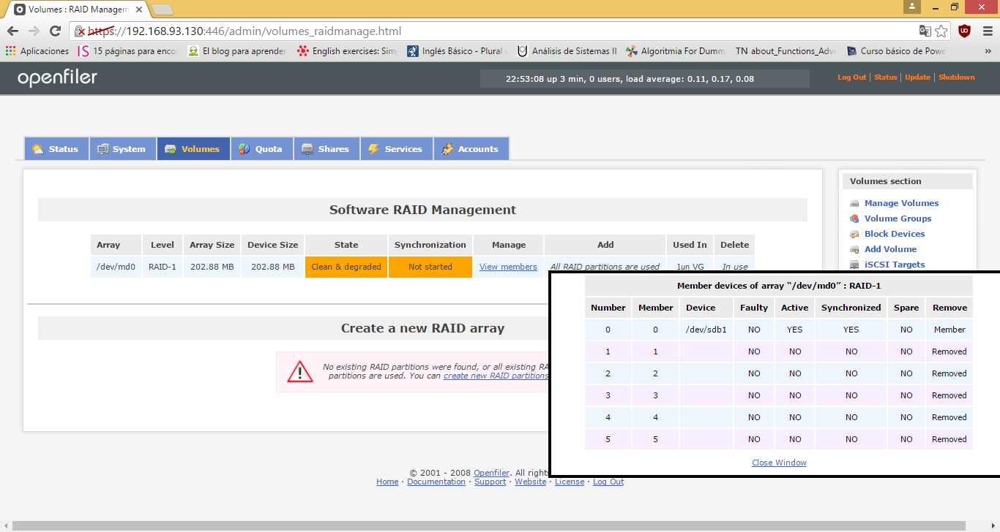 Volumes : RAID Managem
https://192.168.93.130:446/admin/volumes_raidmanage.html
Aplicaciones 15 páginas para enco El blog para aprender English exercises: Sim Inglés Básico - Plural Análisis de Sistemas II Algoritmia For Dumm TN about_Functions_Adva Curso básico de Powe »
openfiler
22:53:08 up 3 min, 0 users, load average: 0.11, 0.17, 0.08
Log Out | Status | Update | Shutdown
Status System Volumes Quota Shares Services Accounts
Software RAID Management
Array Level Array Size Device Size State Synchronization Manage Add Used In Delete
/dev/md0 RAID-1 202.88 MB 202.88 MB Clean & degraded Not started View members All RAID partitions are used 1un VG In use
Create a new RAID array
No existing RAID partitions were found, or all existing RA
partitions are used. You can create new RAID partitions
Volumes section
Manage Volumes
Volume Groups
Block Devices
Add Volume
iSCSI Targets
Member devices of array “/dev/md0” : RAID-1
Number Member Device Faulty Active Synchronized Spare Remove
0 0 /dev/sdb1 NO YES YES NO Member
1 1 NO NO NO NO Removed
2 2 NO NO NO NO Removed
3 3 NO NO NO NO Removed
4 4 NO NO NO NO Removed
5 5 NO NO NO NO Removed
Close Window
© 2001 - 2008 Openfiler. All rights
Home · Documentation · Support · Website · License · Log Out